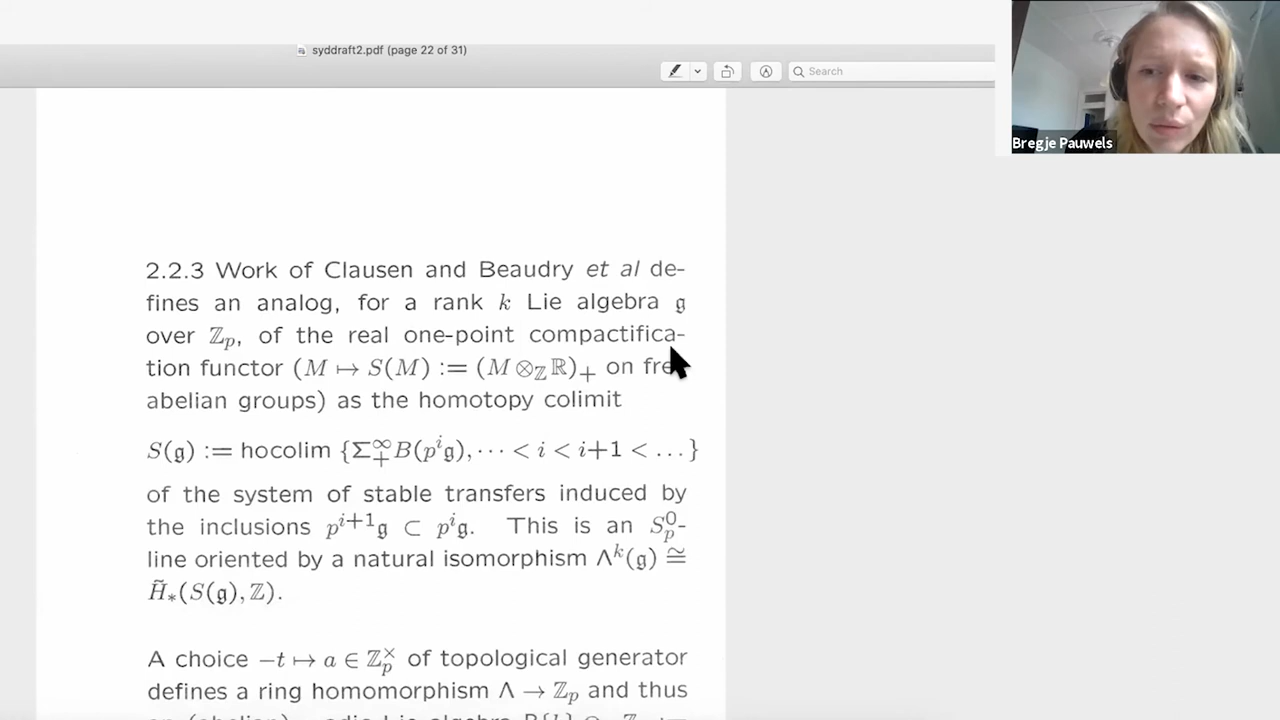 syddraft2.pdf (page 22 of 31)
Search
Bregje Pauwels
2.2.3 Work of Clausen and Beaudry et al de-
fines an analog, for a rank k Lie algebra 𝔤
over ℤₚ, of the real one-point compactifica-
tion functor (M ↦ S(M) := (M ⊗_ℤ ℝ)₊ on fre
abelian groups) as the homotopy colimit
S(𝔤) := hocolim {Σ^∞_+ B(p^i 𝔤), ··· < i < i+1 < ...}
of the system of stable transfers induced by
the inclusions p^{i+1}𝔤 ⊂ p^i 𝔤. This is an S^0_p-
line oriented by a natural isomorphism Λ^k(𝔤) ≅
H̃_*(S(𝔤), ℤ).
A choice −t ↦ a ∈ ℤ_p^× of topological generator
defines a ring homomorphism Λ → ℤ_p and thus